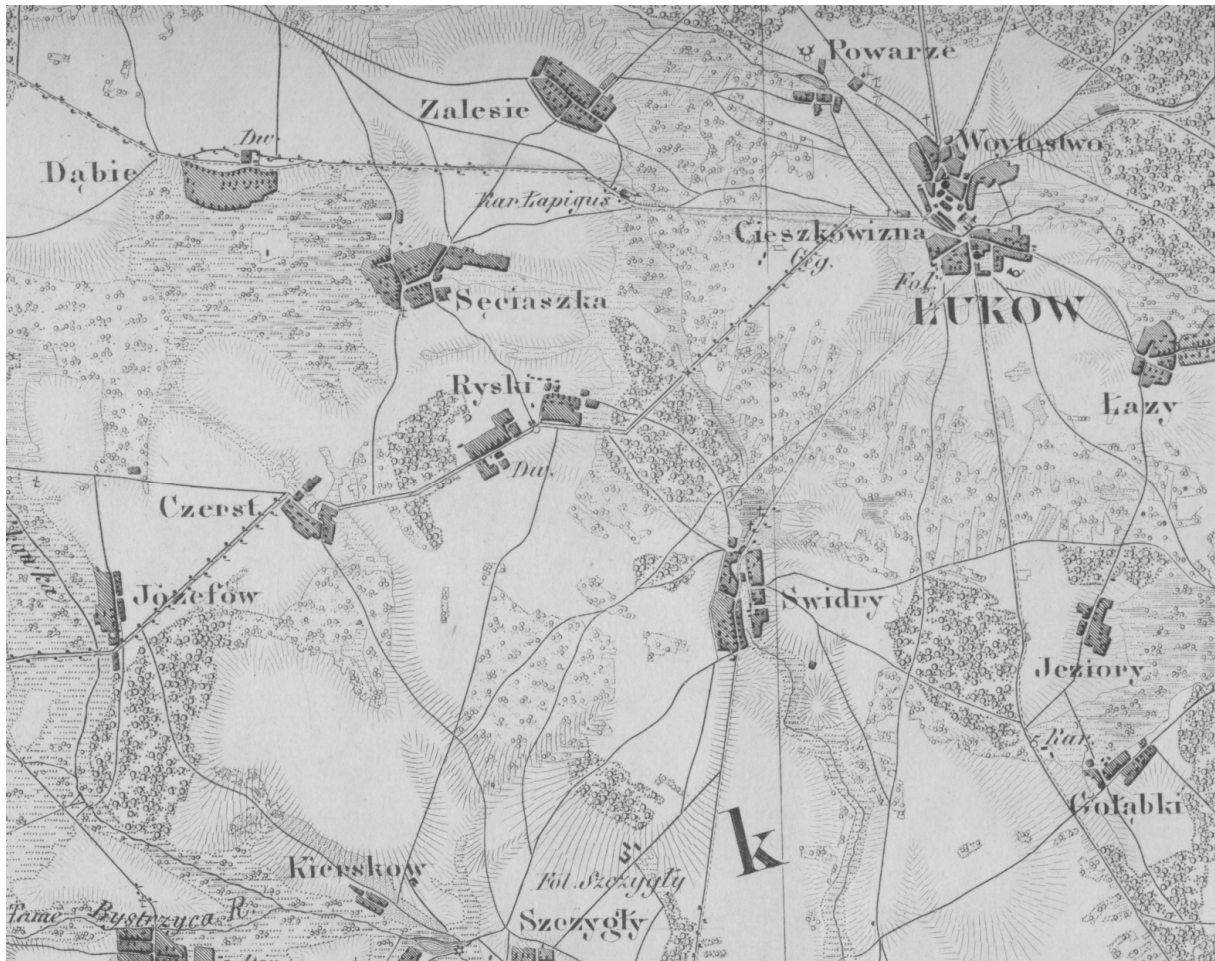 Powarze
Zalesie
Woytostwo
Dw.
Dąbie
Kar Łapigus
Cieszkowizna
Ceg.
Fol.
Sęciaszka
ŁUKOW
Ryski
Łazy
Dw.
Czerst.
Józefów
Swidry
Jeziory
Kar.
Gołąbki
k
Kierskow
Fol. Szczygły
Bystrzyca R.
Szczygły